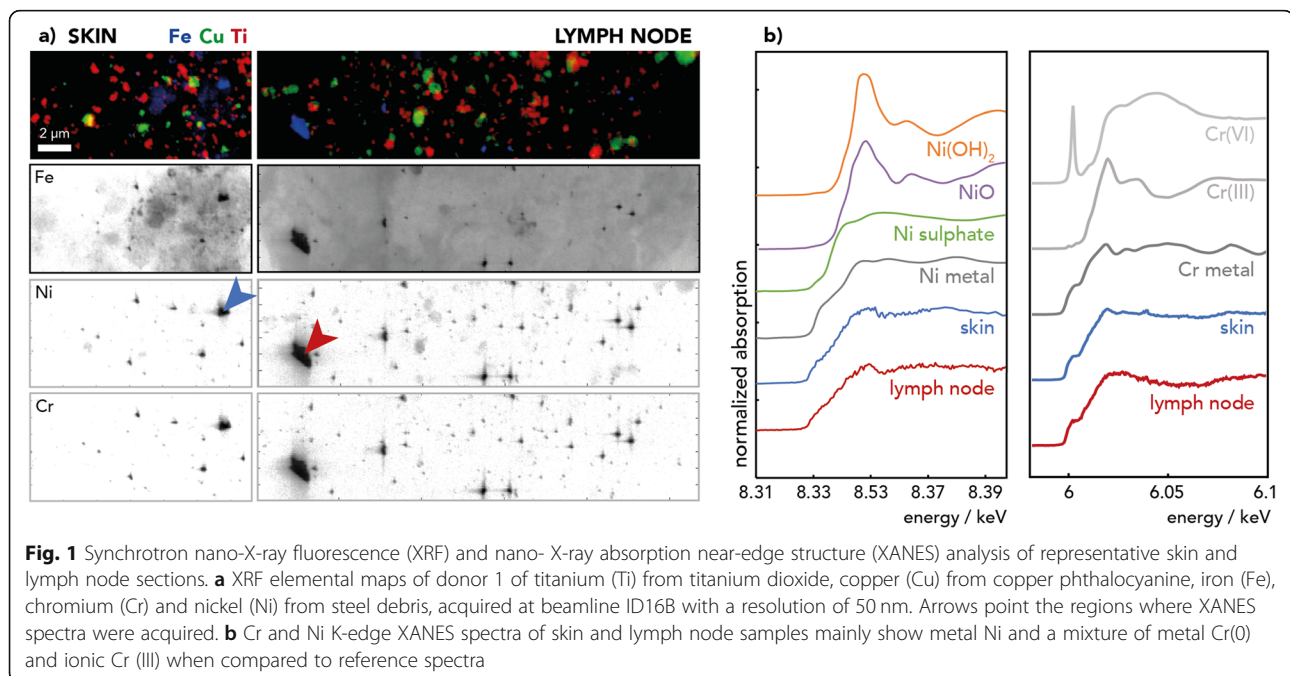 a) SKIN Fe Cu Ti LYMPH NODE
2 µm
Fe
Ni
Cr
b)
normalized absorption
Ni(OH)2
NiO
Ni sulphate
Ni metal
skin
lymph node
8.31 8.33 8.53 8.37 8.39
energy / keV
Cr(VI)
Cr(III)
Cr metal
skin
lymph node
6 6.05 6.1
energy / keV
Fig. 1 Synchrotron nano-X-ray fluorescence (XRF) and nano- X-ray absorption near-edge structure (XANES) analysis of representative skin and
lymph node sections. a XRF elemental maps of donor 1 of titanium (Ti) from titanium dioxide, copper (Cu) from copper phthalocyanine, iron (Fe),
chromium (Cr) and nickel (Ni) from steel debris, acquired at beamline ID16B with a resolution of 50 nm. Arrows point the regions where XANES
spectra were acquired. b Cr and Ni K-edge XANES spectra of skin and lymph node samples mainly show metal Ni and a mixture of metal Cr(0)
and ionic Cr (III) when compared to reference spectra